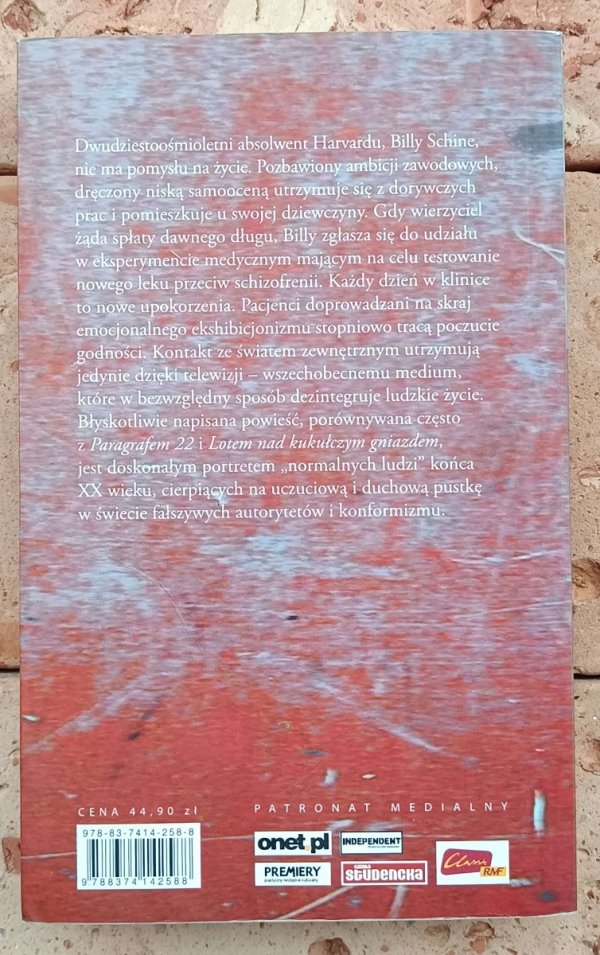 Dwudziestoośmioletni absolwent Harvardu, Billy Schine,
nie ma pomysłu na życie. Pozbawiony ambicji zawodowych,
dręczony niską samooceną utrzymuje się z dorywczych
prac i pomieszkuje u swojej dziewczyny. Gdy wierzyciel
żąda spłaty dawnego długu, Billy zgłasza się do udziału
w eksperymencie medycznym mającym na celu testowanie
nowego leku przeciw schizofrenii. Każdy dzień w klinice
to nowe upokorzenia. Pacjenci doprowadzani na skraj
emocjonalnego ekshibicjonizmu stopniowo tracą poczucie
godności. Kontakt ze światem zewnętrznym utrzymują
jedynie dzięki telewizji – wszechobecnemu medium,
które w bezwzględny sposób dezintegruje ludzkie życie.
Błyskotliwie napisana powieść, porównywana często
z Paragrafem 22 i Lotem nad kukułczym gniazdem,
jest doskonałym portretem „normalnych ludzi” końca
XX wieku, cierpiących na uczuciową i duchową pustkę
w świecie fałszywych autorytetów i konformizmu.
CENA 44,90 zł
PATRONAT MEDIALNY
978-83-7414-258-8
9 788374 142588
onet.pl
INDEPENDENT
PREMIERY
STUDENCKA
Classic
RMF